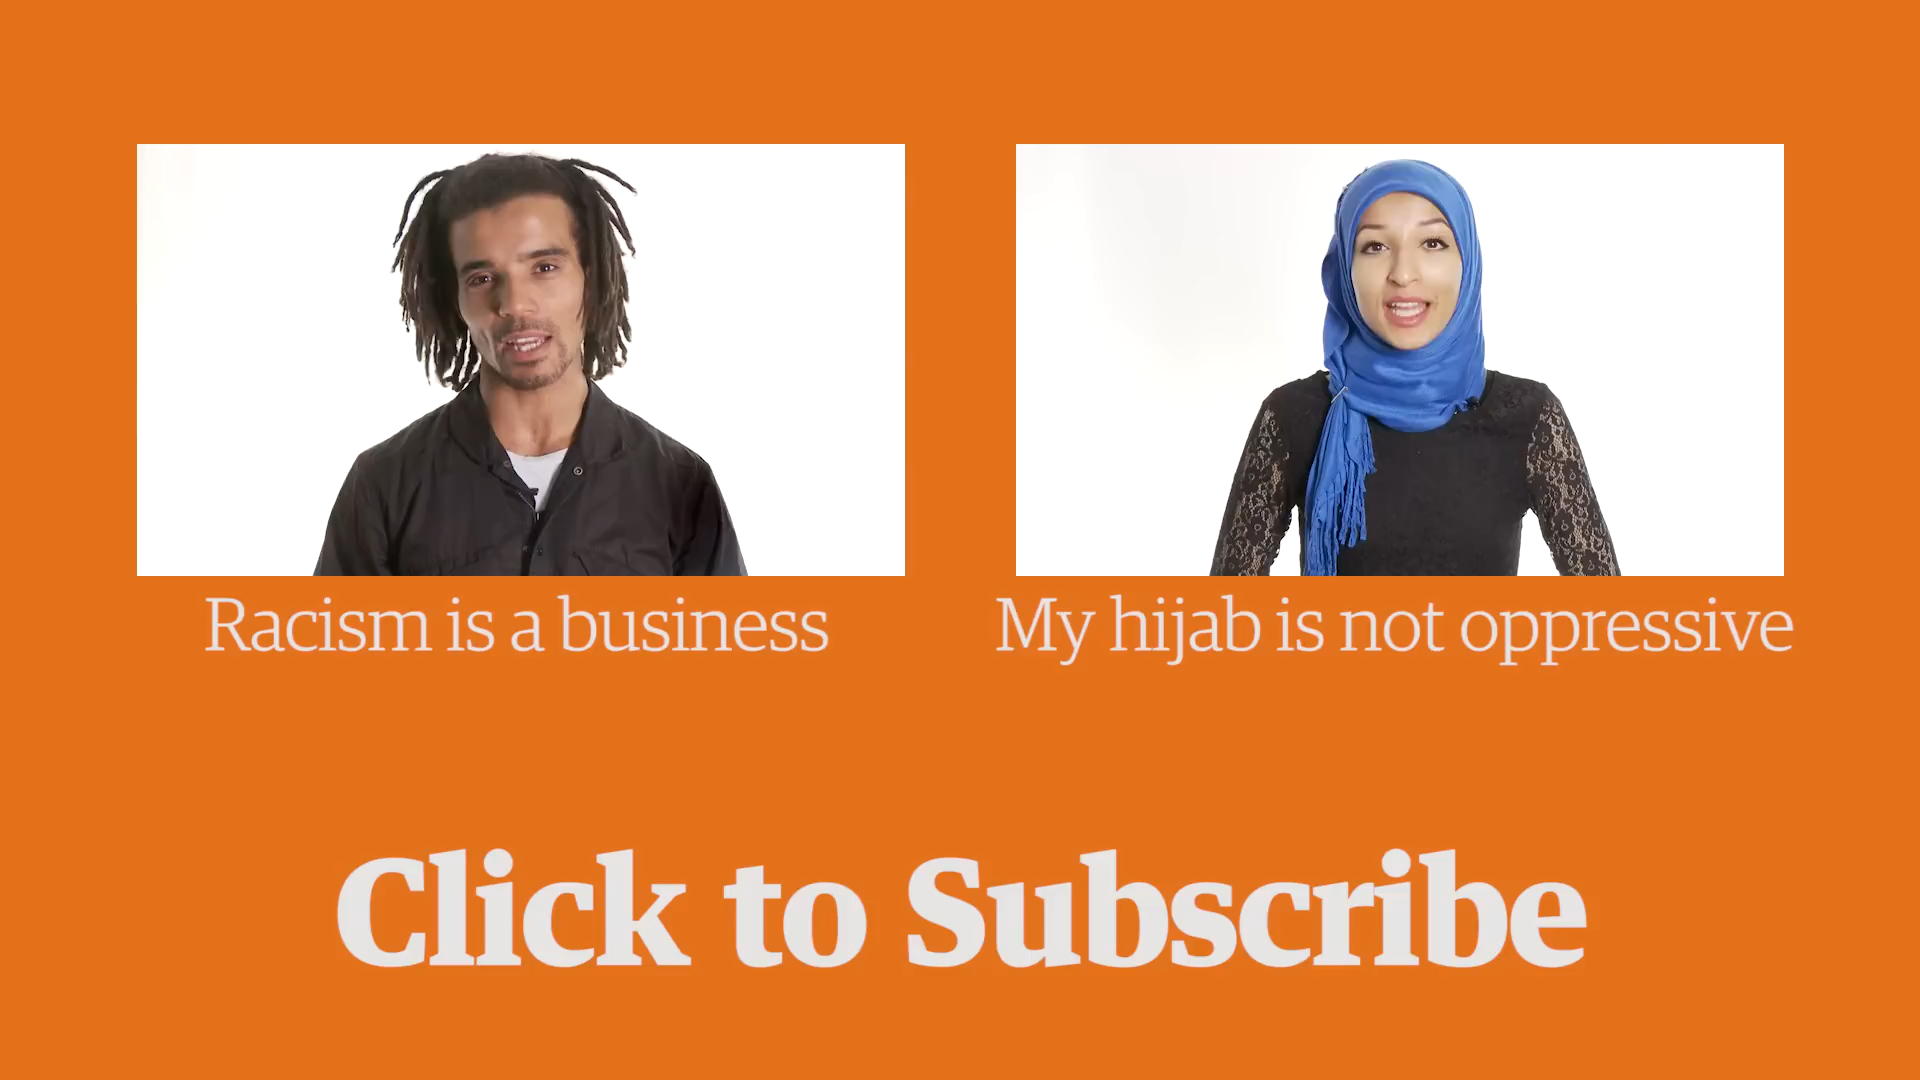 Racism is a business
My hijab is not oppressive
Click to Subscribe